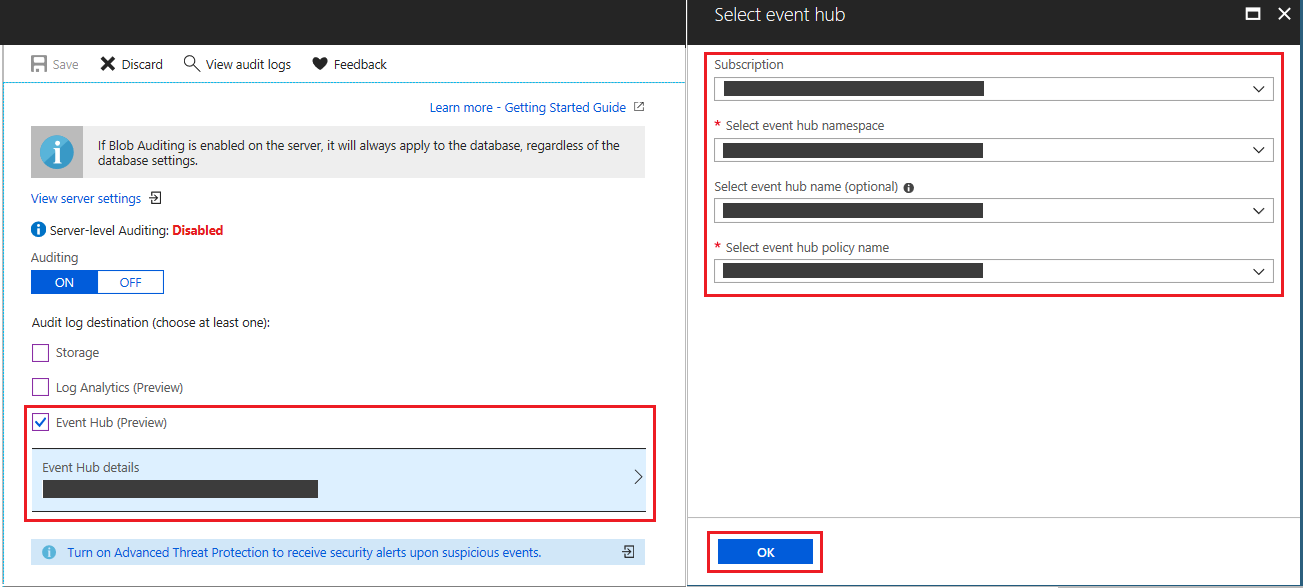 Save Discard View audit logs Feedback
Learn more - Getting Started Guide
If Blob Auditing is enabled on the server, it will always apply to the database, regardless of the
database settings.
View server settings
Server-level Auditing: Disabled
Auditing
ON OFF
Audit log destination (choose at least one):
Storage
Log Analytics (Preview)
Event Hub (Preview)
Event Hub details
Turn on Advanced Threat Protection to receive security alerts upon suspicious events.
Select event hub
Subscription
* Select event hub namespace
Select event hub name (optional)
* Select event hub policy name
OK